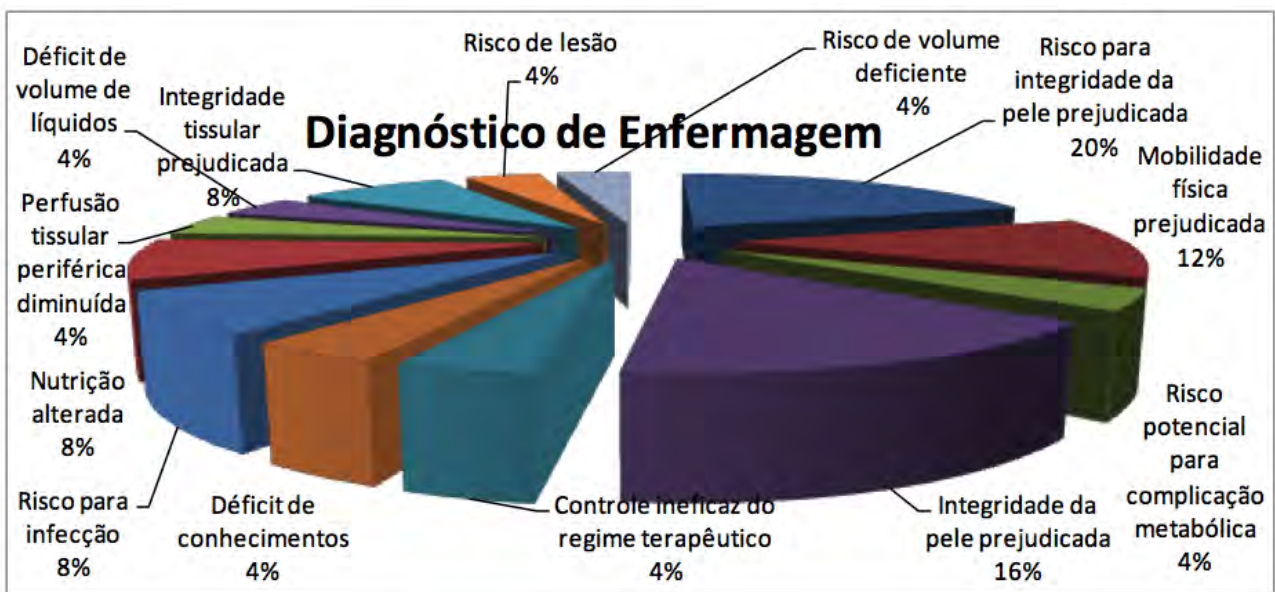 Diagnóstico de Enfermagem
Risco para
integridade da
pele prejudicada
20%
Mobilidade
física
prejudicada
12%
Risco
potencial
para
complicação
metabólica
4%
Integridade da
pele prejudicada
16%
Controle ineficaz do
regime terapêutico
4%
Déficit de
conhecimentos
4%
Risco para
infecção
8%
Nutrição
alterada
8%
Perfusão
tissular
periférica
diminuída
4%
Déficit de
volume de
líquidos
4%
Integridade
tissular
prejudicada
8%
Risco de lesão
4%
Risco de volume
deficiente
4%